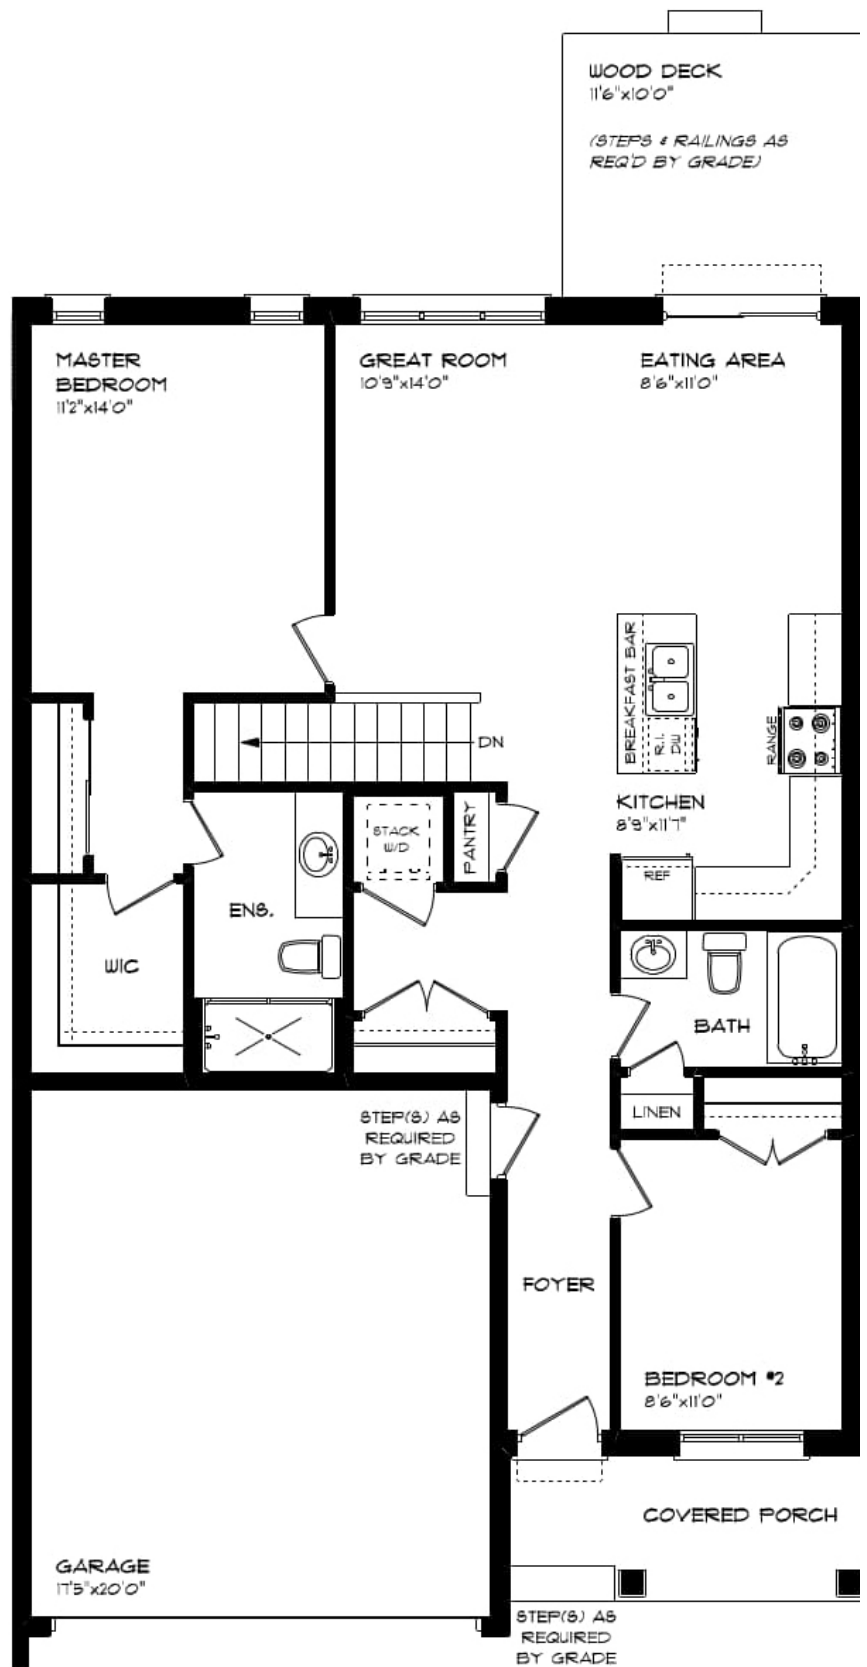 WOOD DECK
11'6"x10'0"
(STEPS & RAILINGS AS
REQ'D BY GRADE)
MASTER
BEDROOM
11'2"x14'0"
GREAT ROOM
10'9"x14'0"
EATING AREA
8'6"x11'0"
BREAKFAST BAR
R.I.
DW
RANGE
DN
KITCHEN
8'9"x11'7"
STACK
W/D
PANTRY
REF
ENS.
WIC
BATH
LINEN
STEP(S) AS
REQUIRED
BY GRADE
FOYER
BEDROOM #2
8'6"x11'0"
COVERED PORCH
GARAGE
17'5"x20'0"
STEP(S) AS
REQUIRED
BY GRADE